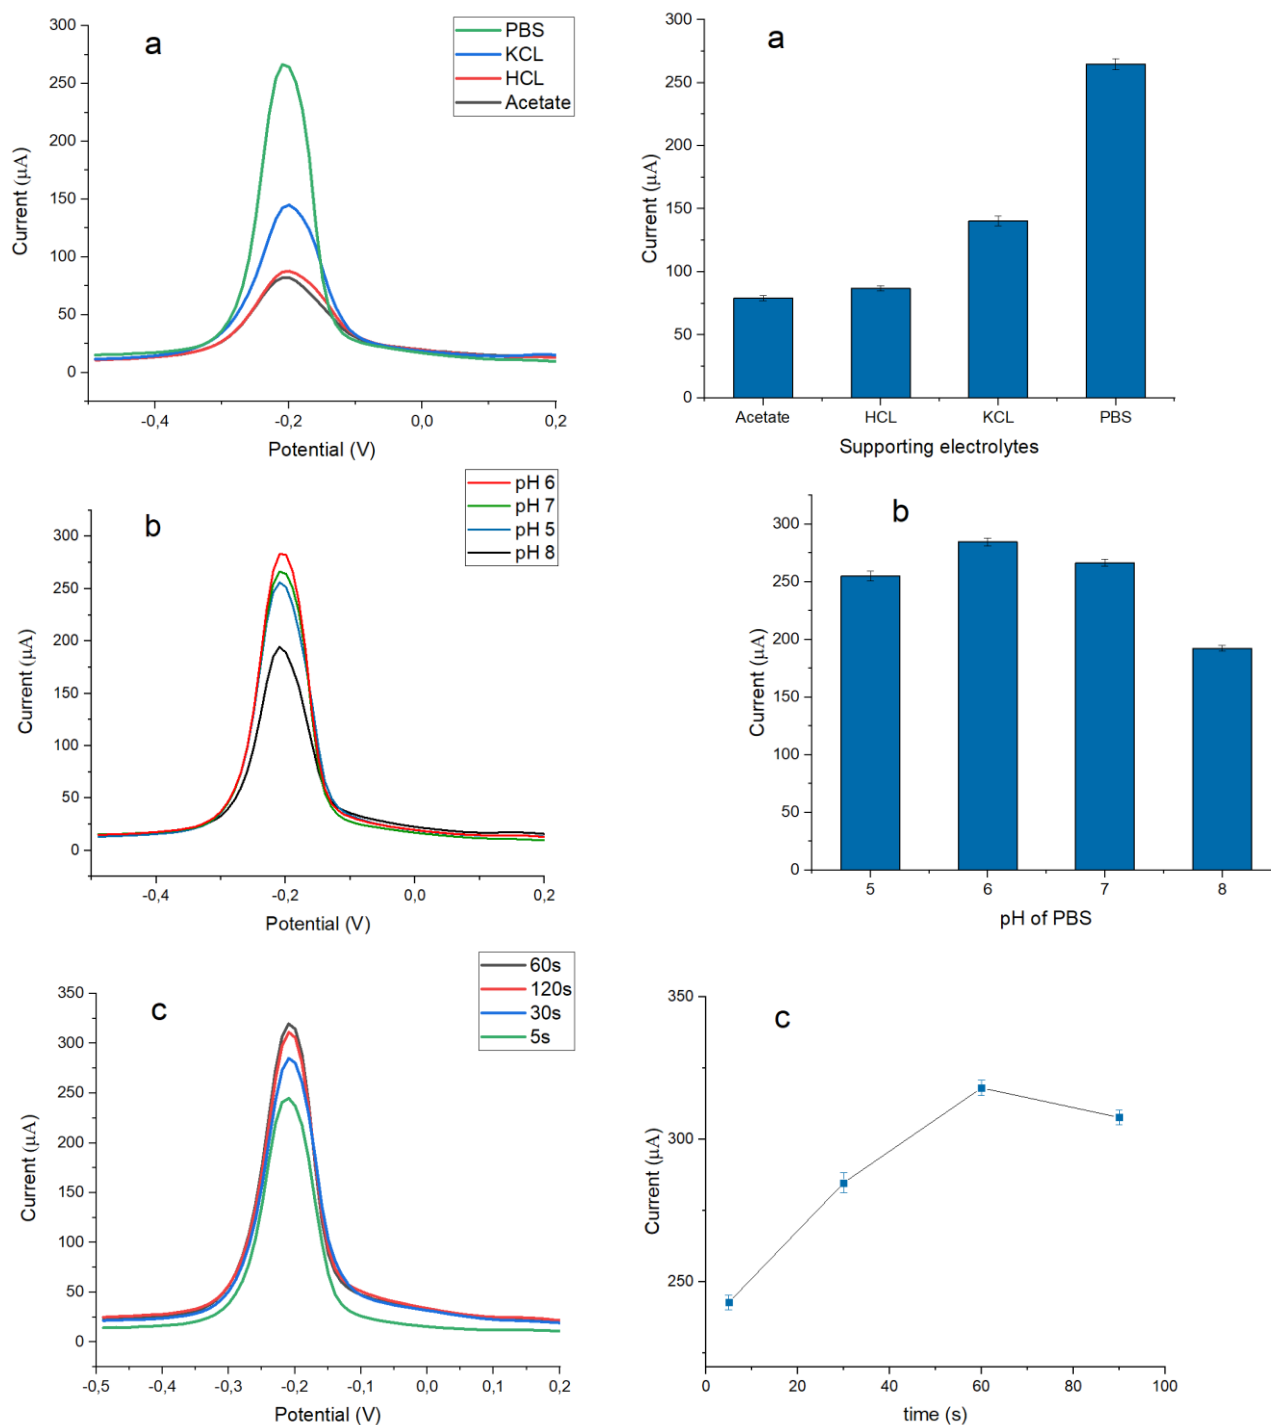 a
PBS
KCL
HCL
Acetate
300
250
200
150
100
50
0
Current (µA)
-0,4
-0,2
0,0
0,2
Potential (V)
a
300
250
200
150
100
50
0
Current (µA)
Acetate
HCL
KCL
PBS
Supporting electrolytes
b
pH 6
pH 7
pH 5
pH 8
300
250
200
150
100
50
0
Current (µA)
-0,4
-0,2
0,0
0,2
Potential (V)
b
300
250
200
150
100
50
0
Current (µA)
5
6
7
8
pH of PBS
c
60s
120s
30s
5s
350
300
250
200
150
100
50
0
Current (µA)
-0,5
-0,4
-0,3
-0,2
-0,1
0,0
0,1
0,2
Potential (V)
c
350
300
250
Current (µA)
0
20
40
60
80
100
time (s)